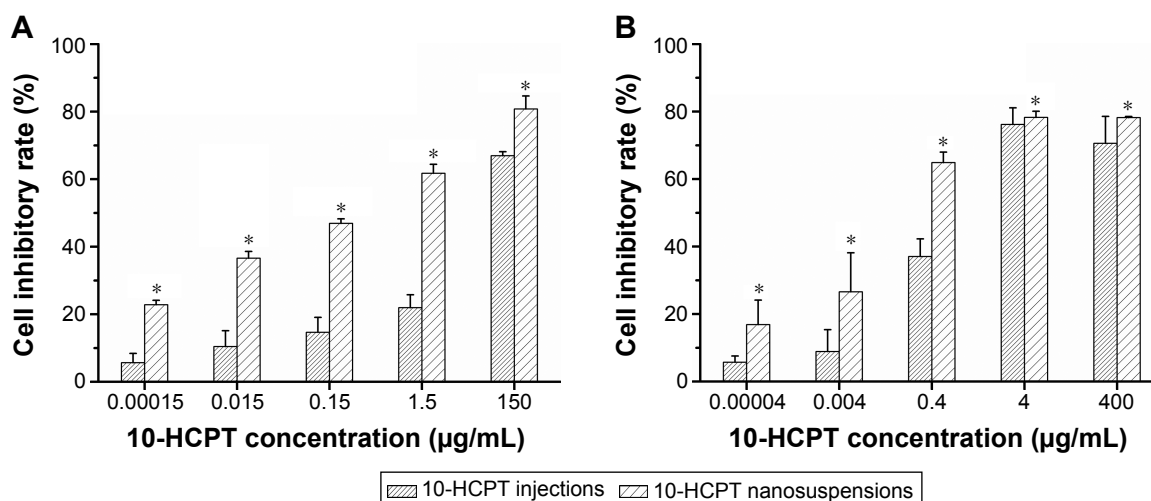 A
Cell inhibitory rate (%)
100
80
60
40
20
0
*
*
*
*
*
0.00015 0.015 0.15 1.5 150
10-HCPT concentration (µg/mL)
B
Cell inhibitory rate (%)
100
80
60
40
20
0
*
*
*
*
*
0.00004 0.004 0.4 4 400
10-HCPT concentration (µg/mL)
10-HCPT injections 10-HCPT nanosuspensions